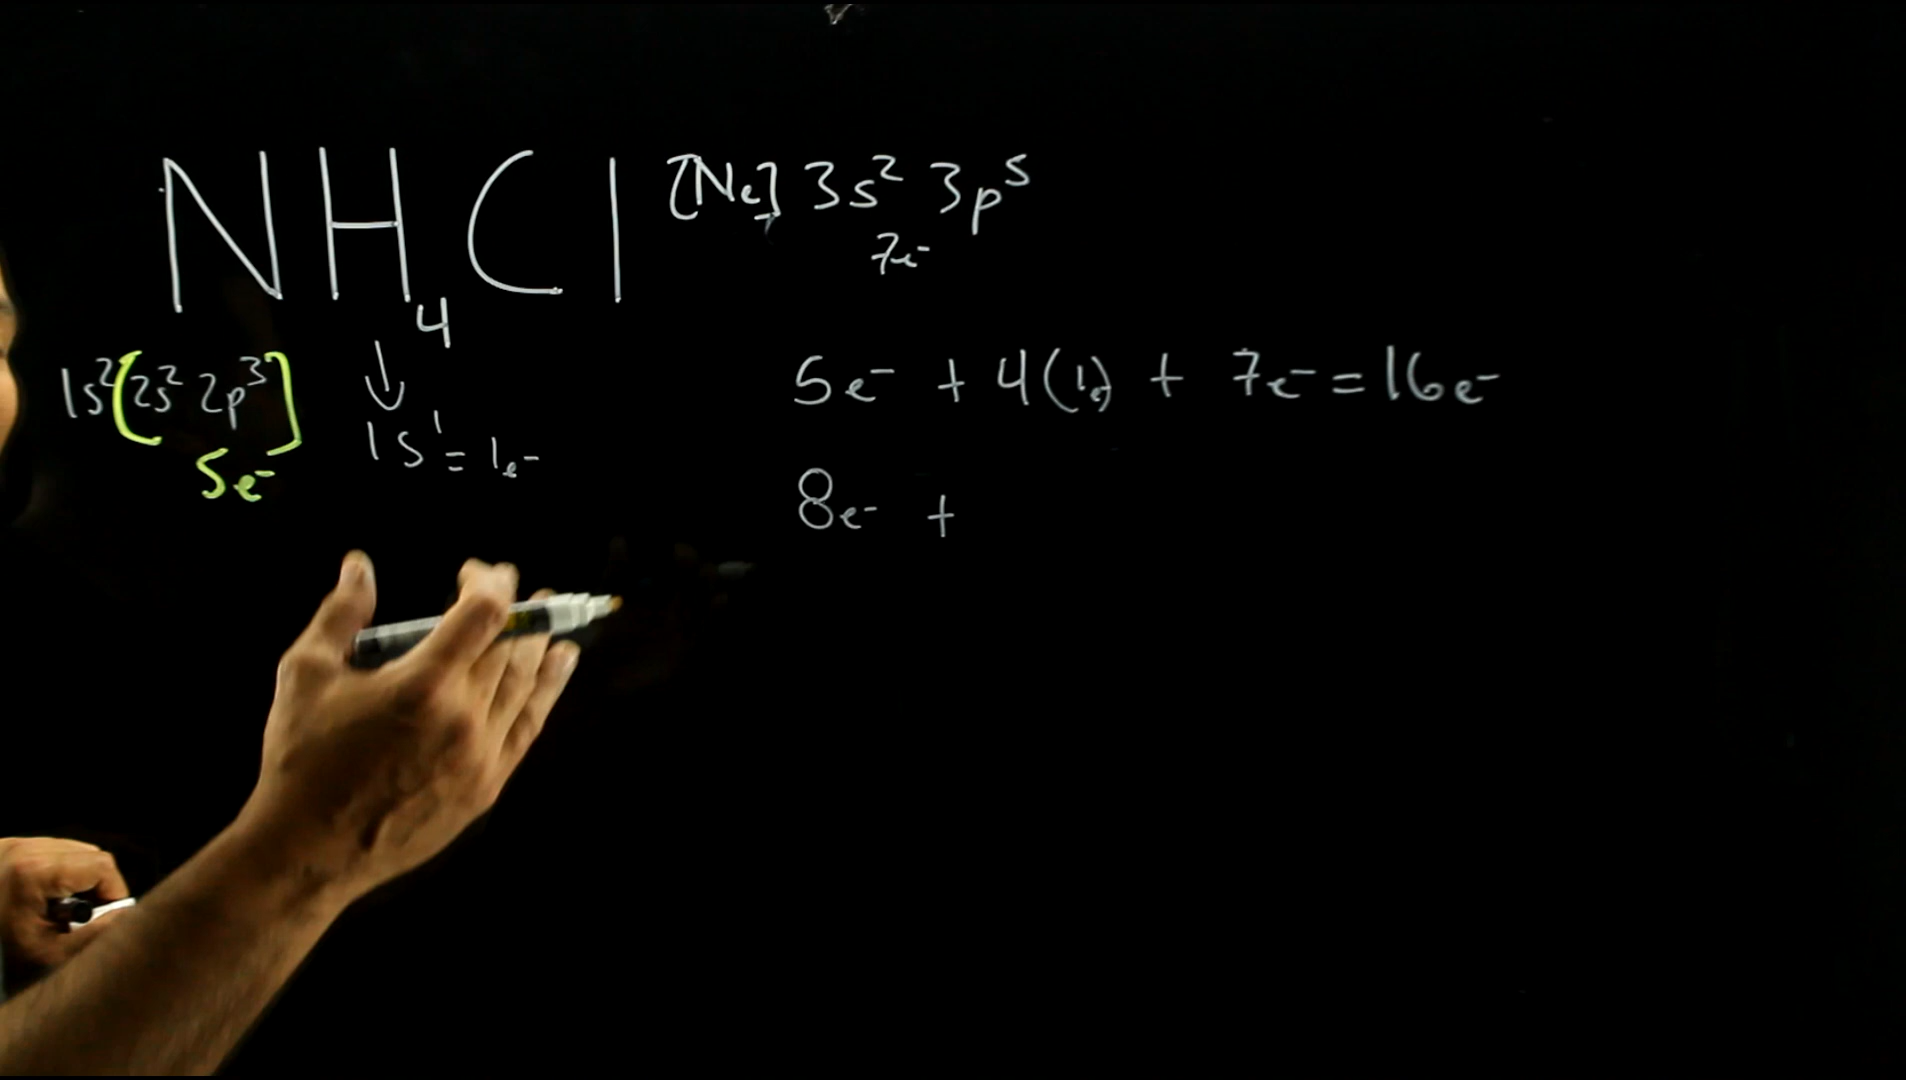 NH₄Cl [Ne] 3s² 3p⁵
7e⁻
1s² [2s² 2p³]
5e⁻
↓
1s¹ = 1e⁻
5e⁻ + 4(1e) + 7e⁻ = 16e⁻
8e⁻ +